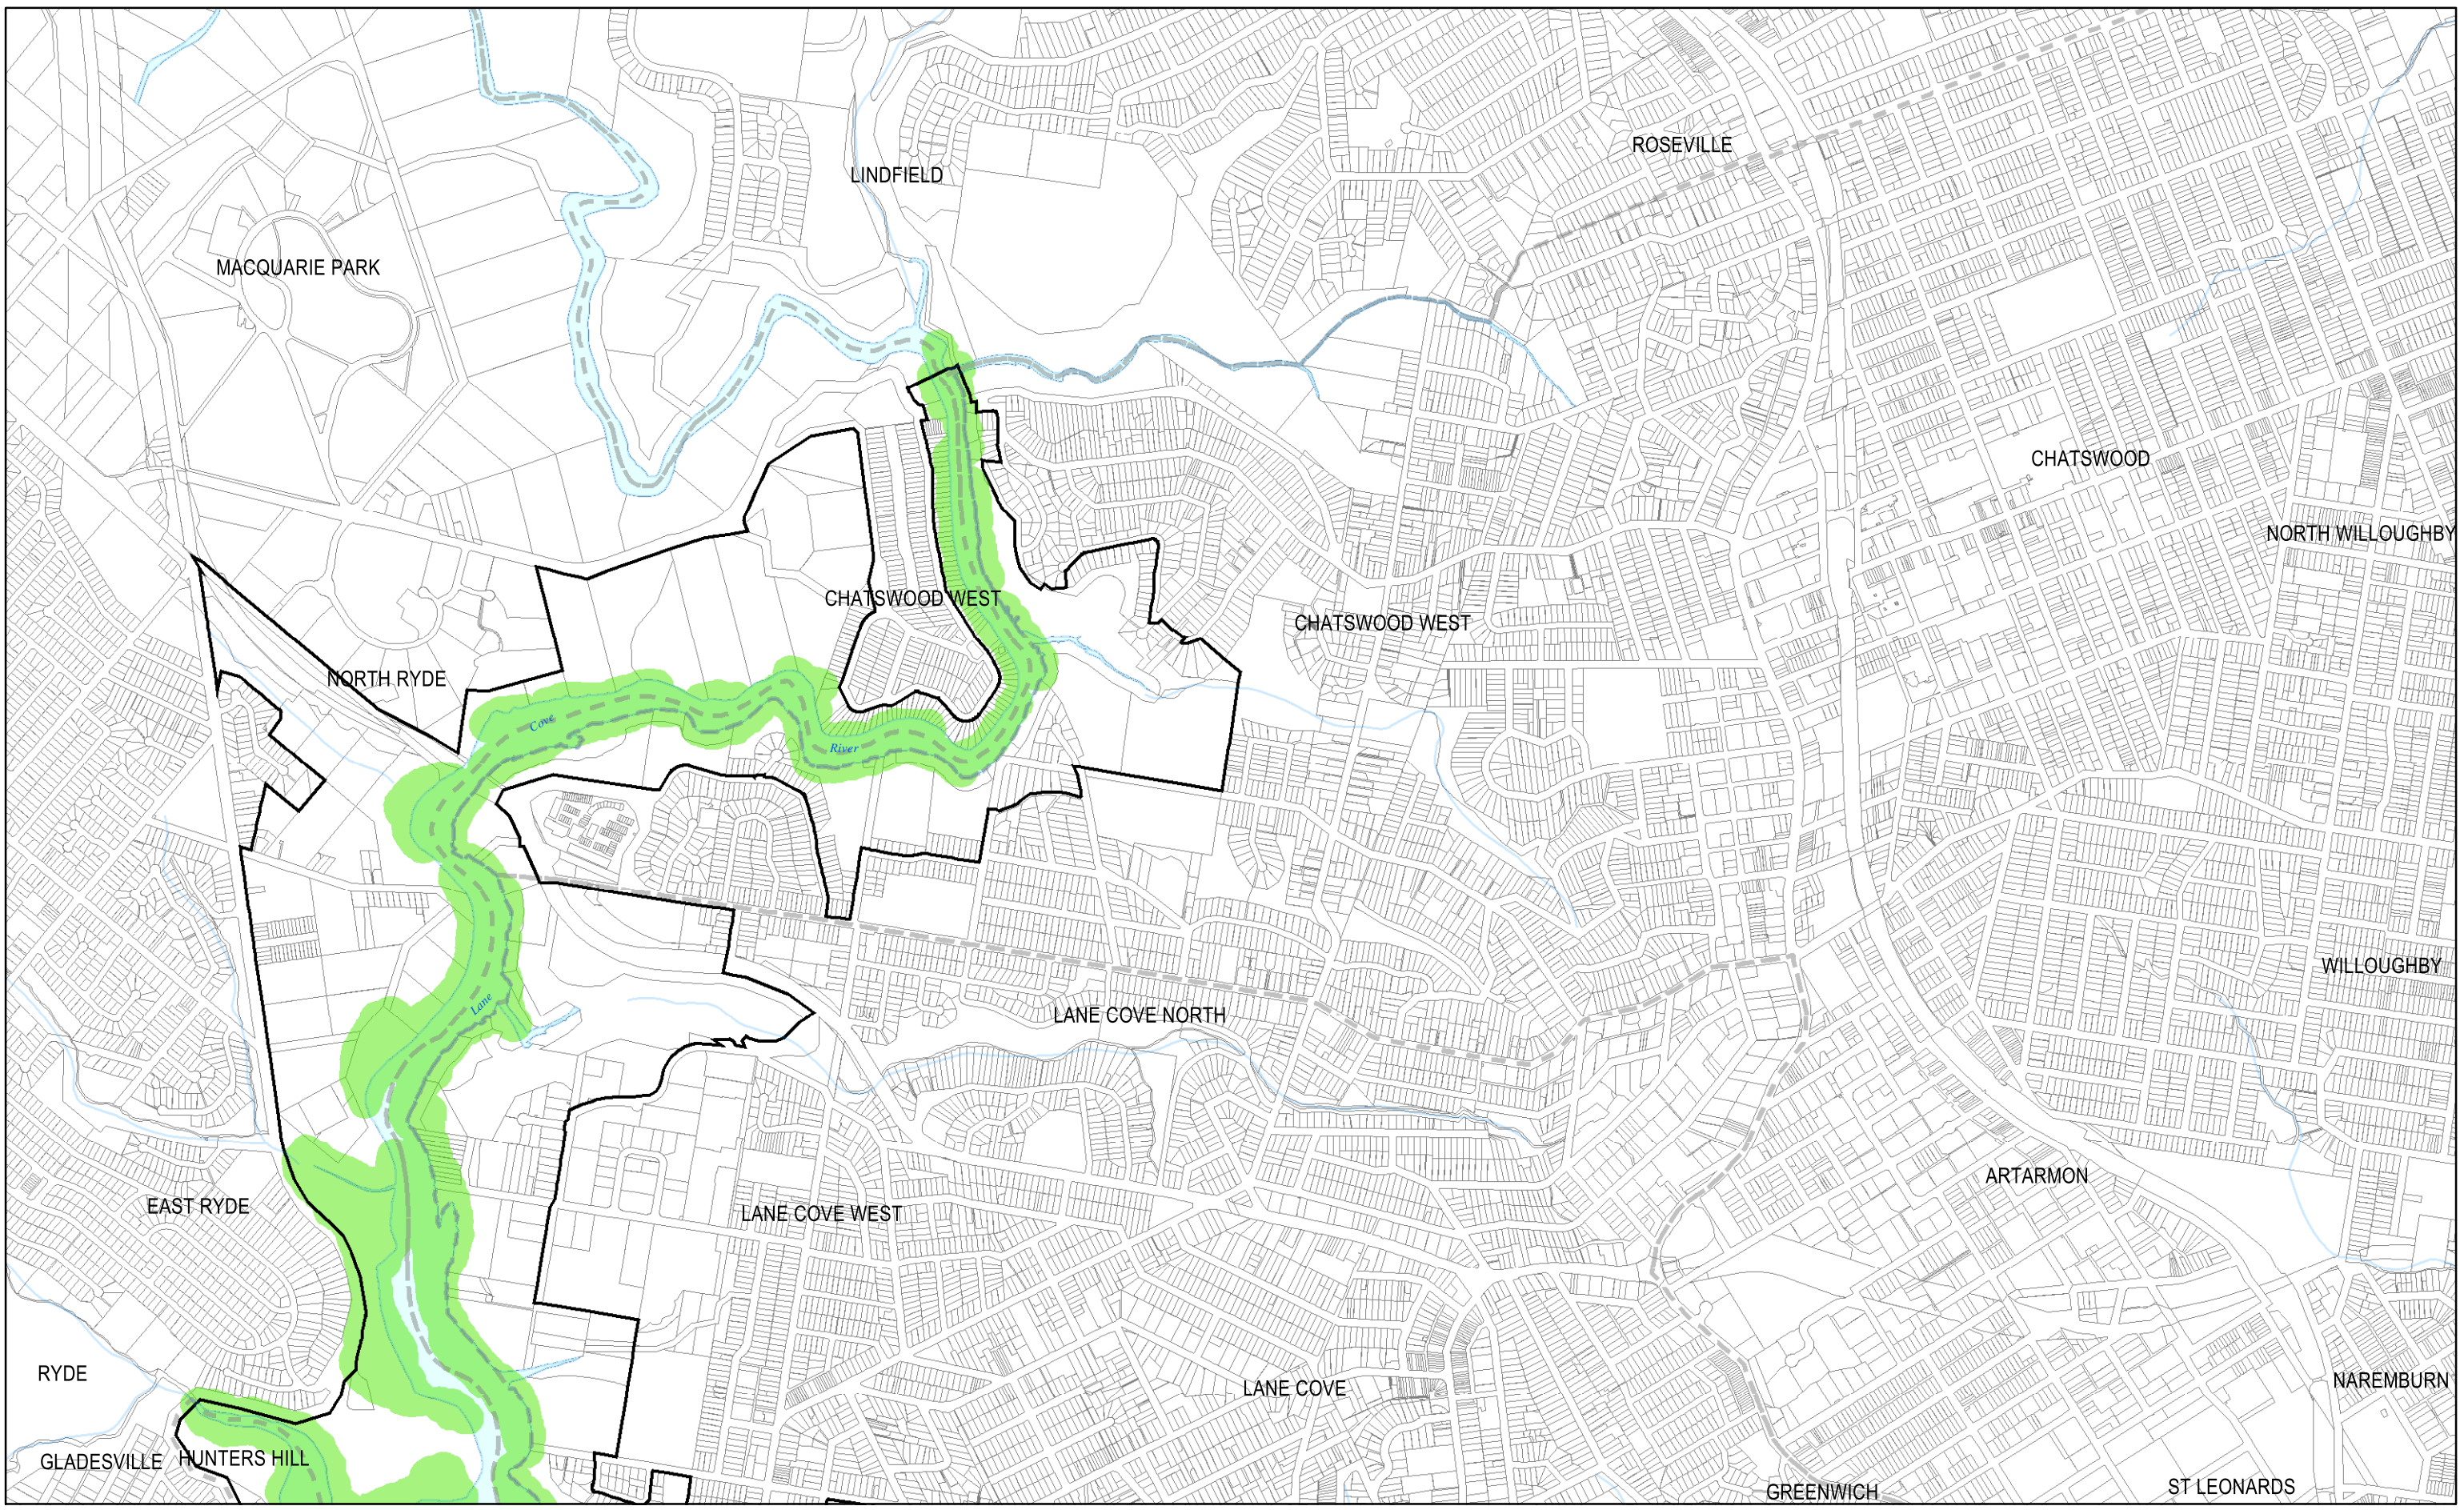 ROSEVILLE
LINDFIELD
MACQUARIE PARK
CHATSWOOD
NORTH WILLOUGHBY
CHATSWOOD WEST
CHATSWOOD WEST
NORTH RYDE
Cove
River
WILLOUGHBY
Lane
LANE COVE NORTH
ARTARMON
EAST RYDE
LANE COVE WEST
RYDE
NAREMBURN
LANE COVE
HUNTERS HILL
GLADESVILLE
ST LEONARDS
GREENWICH